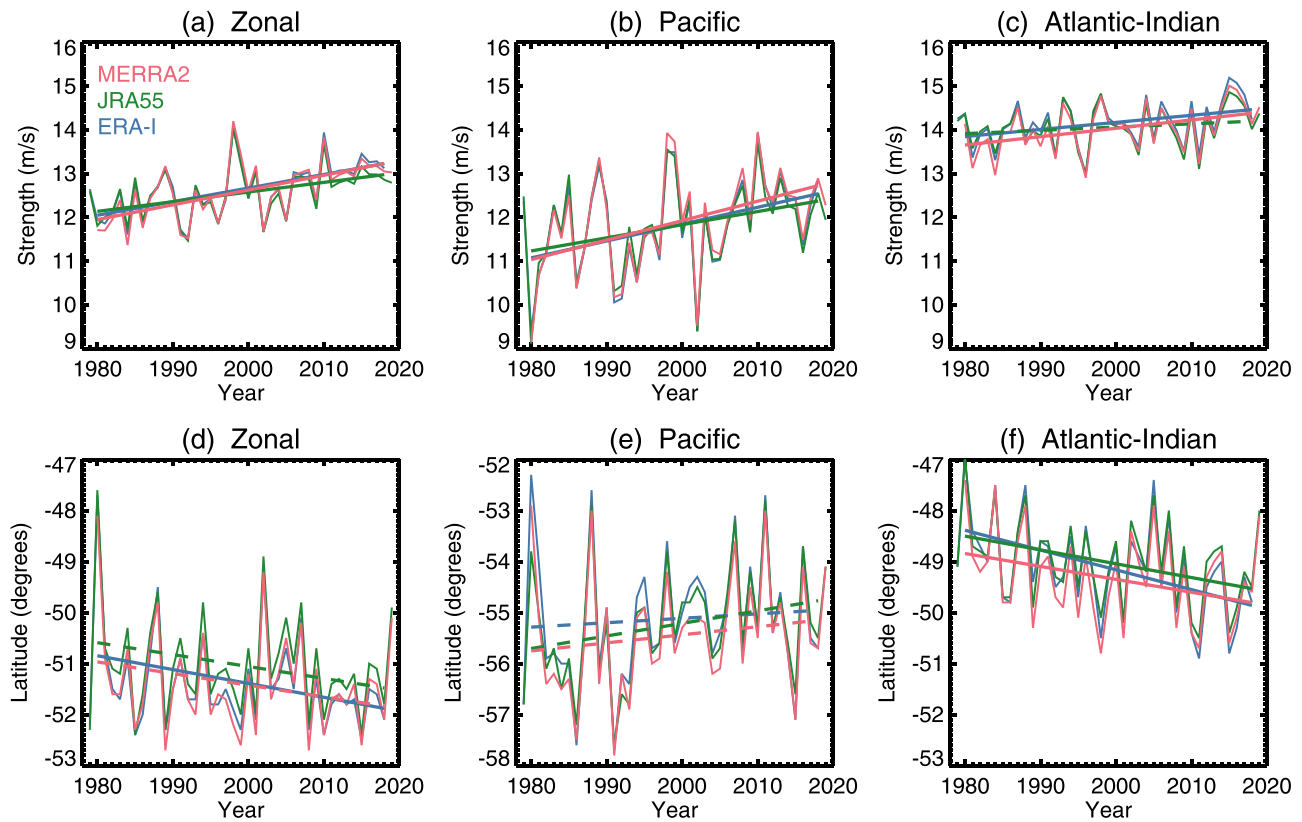 (a) Zonal
(b) Pacific
(c) Atlantic-Indian
Strength (m/s)
16
15
14
13
12
11
10
9
MERRA2
JRA55
ERA-I
1980 1990 2000 2010 2020
Year
Strength (m/s)
16
15
14
13
12
11
10
9
1980 1990 2000 2010 2020
Year
Strength (m/s)
16
15
14
13
12
11
10
9
1980 1990 2000 2010 2020
Year
(d) Zonal
(e) Pacific
(f) Atlantic-Indian
Latitude (degrees)
-47
-48
-49
-50
-51
-52
-53
1980 1990 2000 2010 2020
Year
Latitude (degrees)
-52
-53
-54
-55
-56
-57
-58
1980 1990 2000 2010 2020
Year
Latitude (degrees)
-47
-48
-49
-50
-51
-52
-53
1980 1990 2000 2010 2020
Year